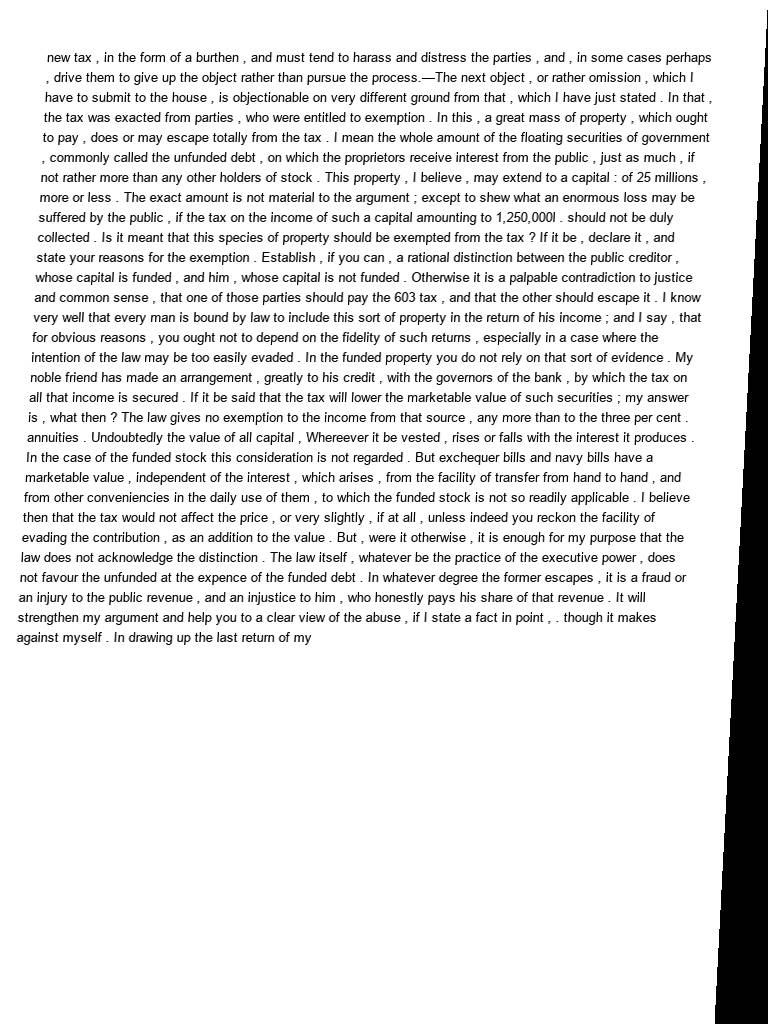 new tax , in the form of a burthen , and must tend to harass and distress the parties , and , in some cases perhaps
, drive them to give up the object rather than pursue the process.—The next object , or rather omission , which I
have to submit to the house , is objectionable on very different ground from that , which I have just stated . In that ,
the tax was exacted from parties , who were entitled to exemption . In this , a great mass of property , which ought
to pay , does or may escape totally from the tax . I mean the whole amount of the floating securities of government
, commonly called the unfunded debt , on which the proprietors receive interest from the public , just as much , if
not rather more than any other holders of stock . This property , I believe , may extend to a capital : of 25 millions ,
more or less . The exact amount is not material to the argument ; except to shew what an enormous loss may be
suffered by the public , if the tax on the income of such a capital amounting to 1,250,000l . should not be duly
collected . Is it meant that this species of property should be exempted from the tax ? If it be , declare it , and
state your reasons for the exemption . Establish , if you can , a rational distinction between the public creditor ,
whose capital is funded , and him , whose capital is not funded . Otherwise it is a palpable contradiction to justice
and common sense , that one of those parties should pay the 603 tax , and that the other should escape it . I know
very well that every man is bound by law to include this sort of property in the return of his income ; and I say , that
for obvious reasons , you ought not to depend on the fidelity of such returns , especially in a case where the
intention of the law may be too easily evaded . In the funded property you do not rely on that sort of evidence . My
noble friend has made an arrangement , greatly to his credit , with the governors of the bank , by which the tax on
all that income is secured . If it be said that the tax will lower the marketable value of such securities ; my answer
is , what then ? The law gives no exemption to the income from that source , any more than to the three per cent .
annuities . Undoubtedly the value of all capital , Whereever it be vested , rises or falls with the interest it produces .
In the case of the funded stock this consideration is not regarded . But exchequer bills and navy bills have a
marketable value , independent of the interest , which arises , from the facility of transfer from hand to hand , and
from other conveniencies in the daily use of them , to which the funded stock is not so readily applicable . I believe
then that the tax would not affect the price , or very slightly , if at all , unless indeed you reckon the facility of
evading the contribution , as an addition to the value . But , were it otherwise , it is enough for my purpose that the
law does not acknowledge the distinction . The law itself , whatever be the practice of the executive power , does
not favour the unfunded at the expence of the funded debt . In whatever degree the former escapes , it is a fraud or
an injury to the public revenue , and an injustice to him , who honestly pays his share of that revenue . It will
strengthen my argument and help you to a clear view of the abuse , if I state a fact in point , . though it makes
against myself . In drawing up the last return of my